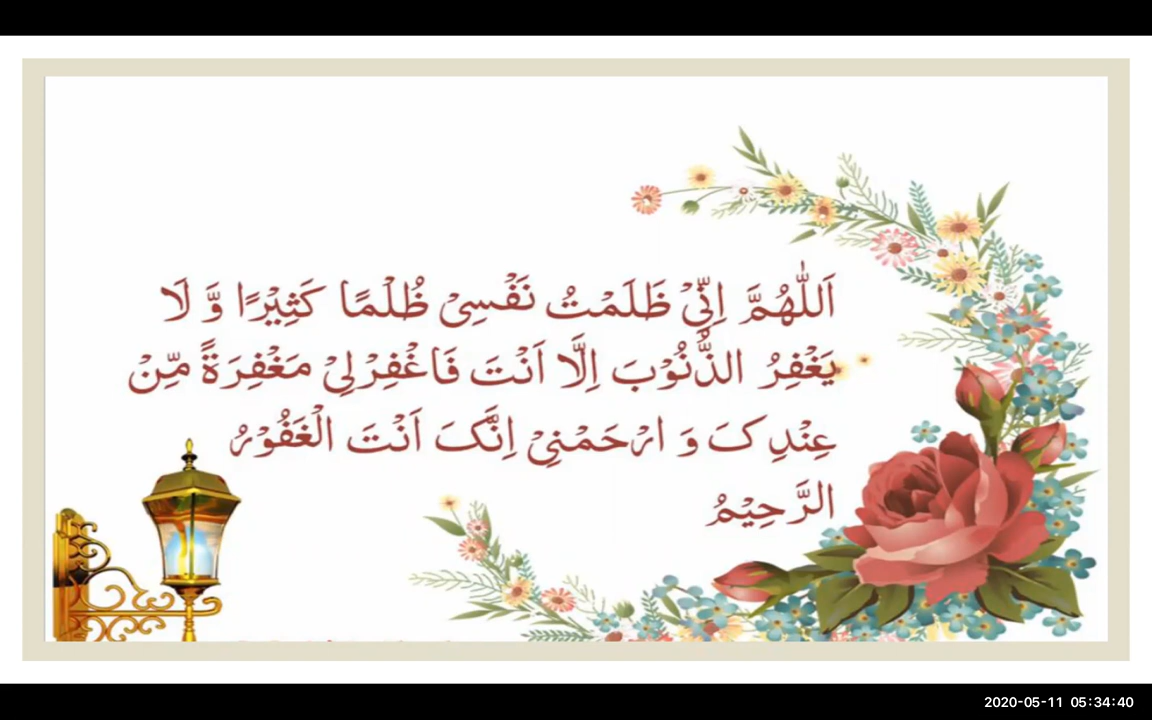 اَللّٰهُمَّ اِنِّیْ ظَلَمْتُ نَفْسِیْ ظُلْمًا کَثِیْرًا وَّ لَا
یَغْفِرُ الذُّنُوْبَ اِلَّا اَنْتَ فَاغْفِرْلِیْ مَغْفِرَةً مِّنْ
عِنْدِکَ وَ ارْحَمْنِیْ اِنَّکَ اَنْتَ الْغَفُوْرُ
الرَّحِیْمُ
2020-05-11 05:34:40